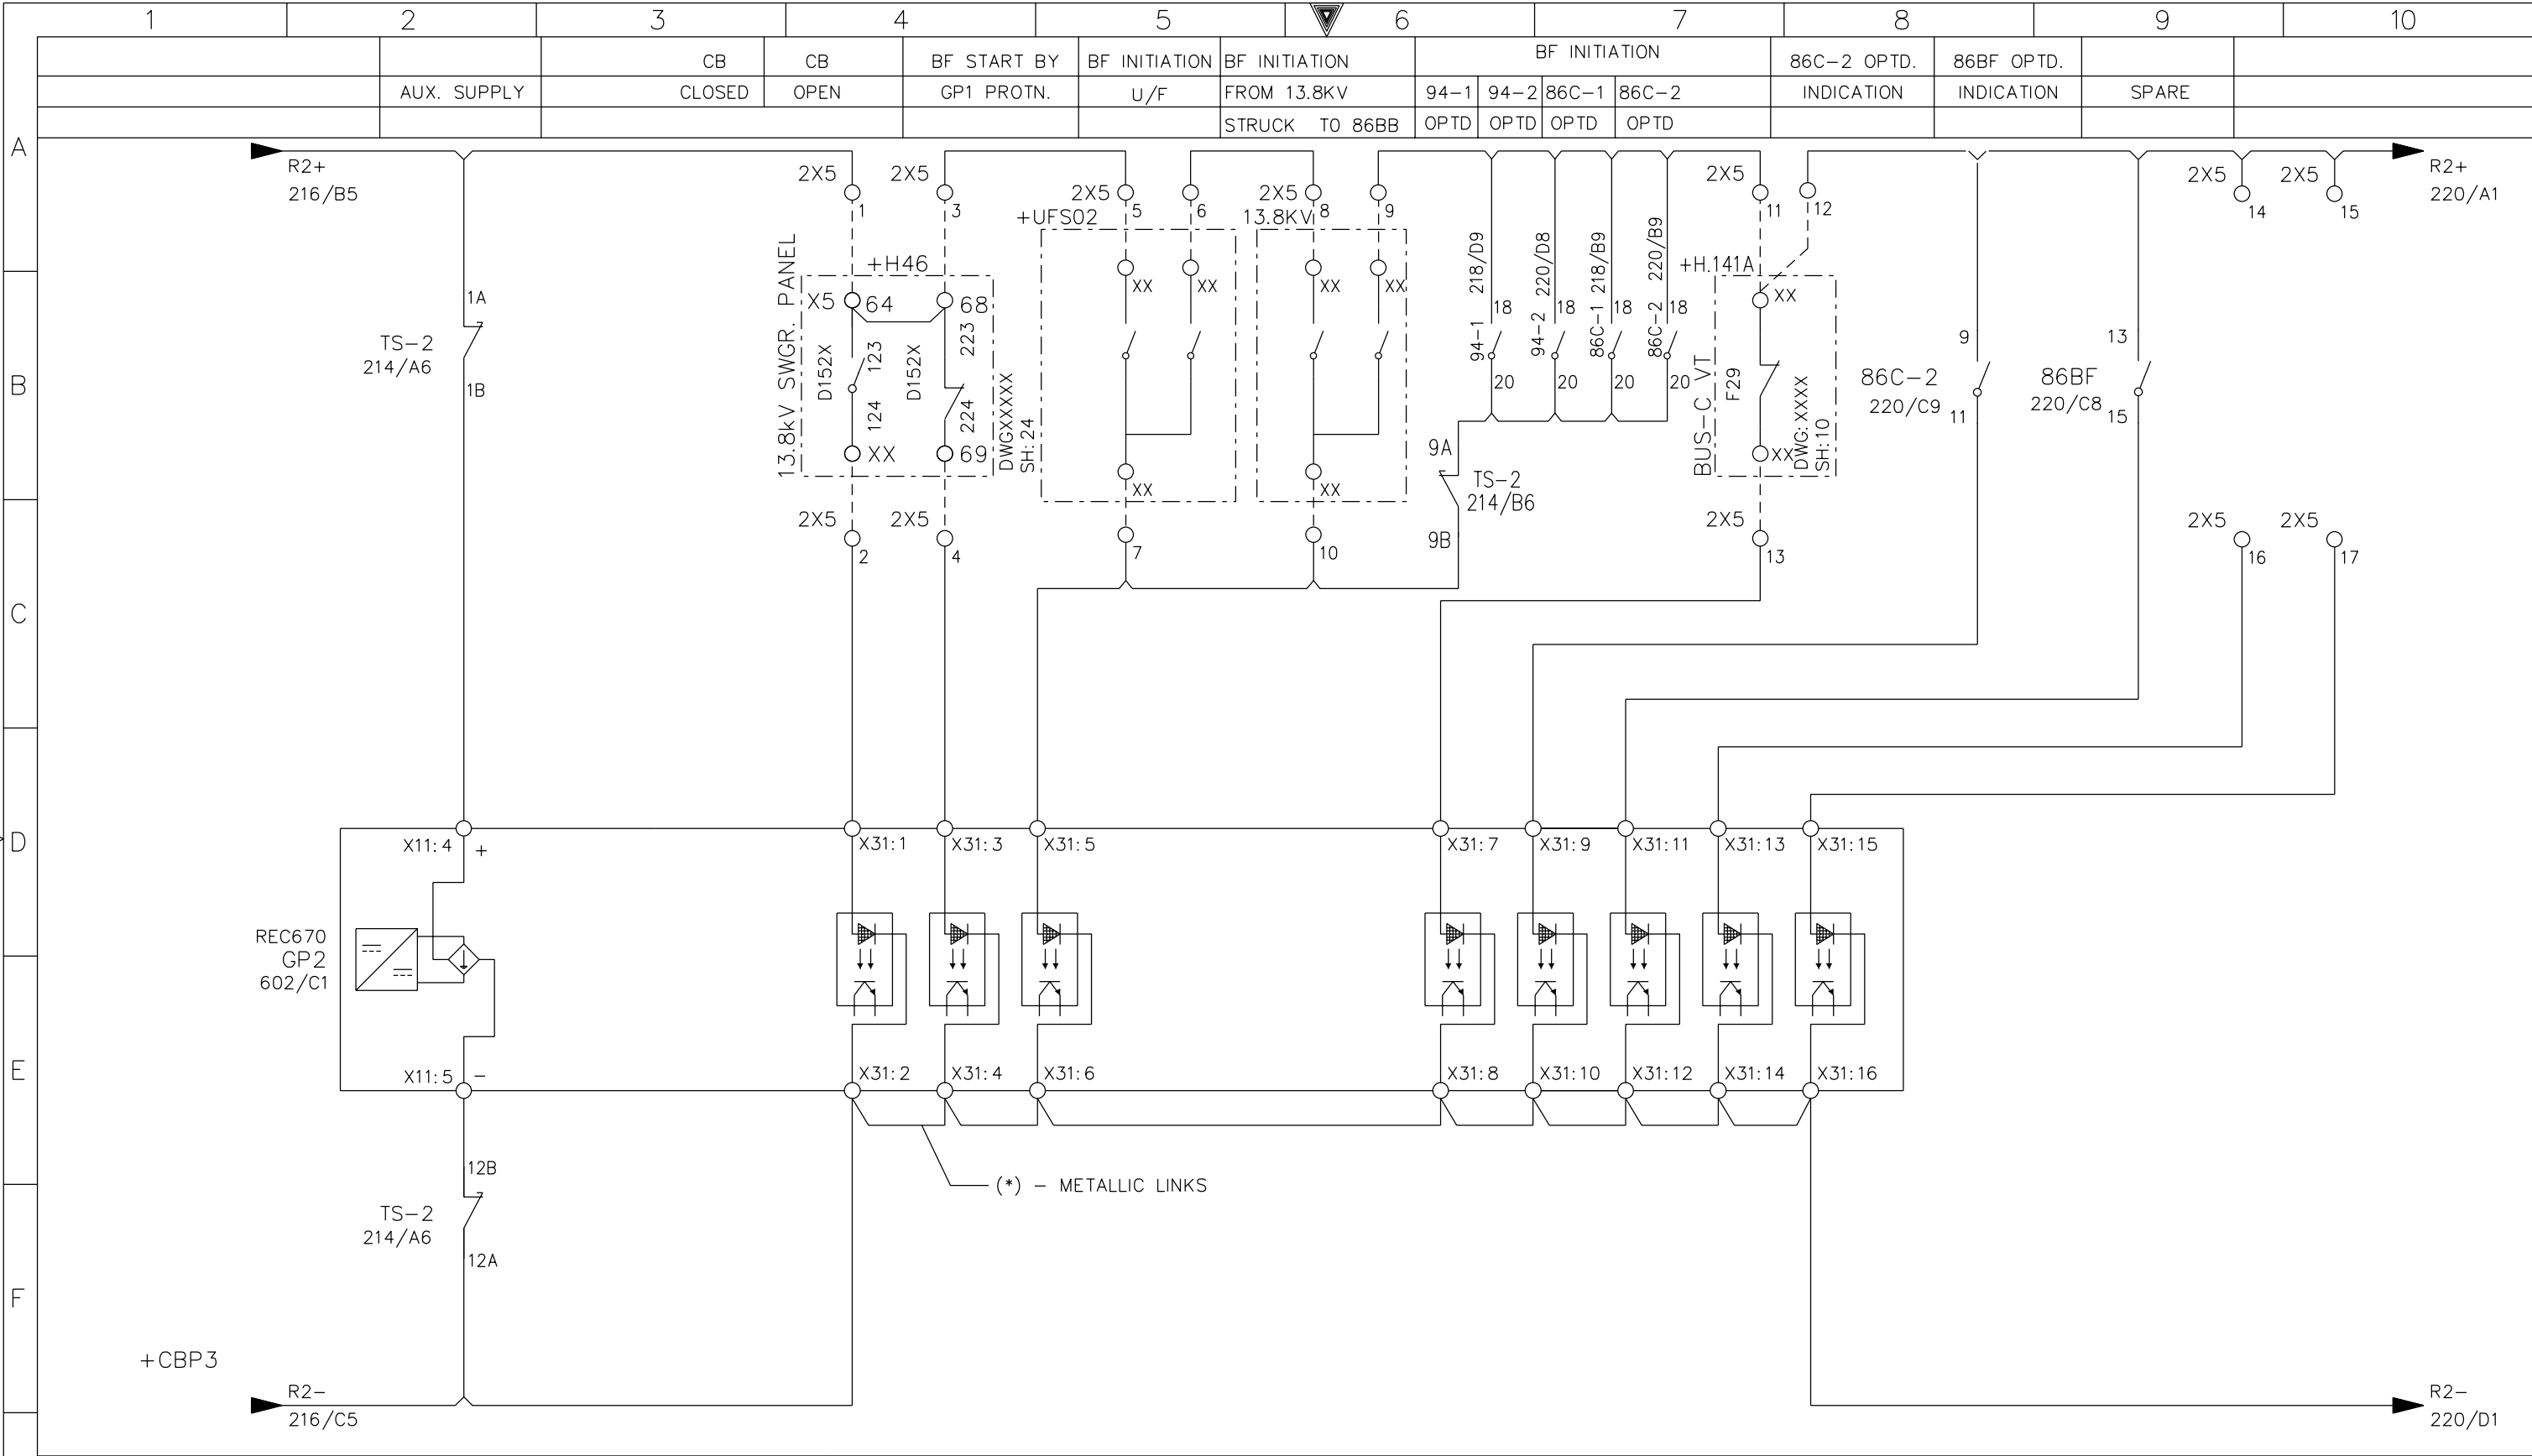 1 2 3 4 5 6 7 8 9 10
CB CB BF START BY BF INITIATION BF INITIATION BF INITIATION 86C-2 OPTD. 86BF OPTD.
AUX. SUPPLY CLOSED OPEN GP1 PROTN. U/F FROM 13.8KV 94-1 94-2 86C-1 86C-2 INDICATION INDICATION SPARE
STRUCK TO 86BB OPTD OPTD OPTD OPTD
A
R2+
216/B5
2X5
1
2X5
3
2X5
5
6
2X5
8
9
2X5
11
12
2X5
14
2X5
15
R2+
220/A1
+UFS02
13.8KV
218/D9
220/D8
218/B9
220/B9
+H46
+H.141A
13.8kV SWGR. PANEL
X5
64
68
XX
XX
XX
XX
XX
B
1A
TS-2
214/A6
1B
D152X
123
124
D152X
223
224
XX
69
DWGXXXX
SH:24
XX
XX
94-1
18
20
94-2
18
20
86C-1
18
20
86C-2
18
20
9A
TS-2
214/B6
9B
BUS-C VT
F29
XX
DWG:XXXX
SH:10
86C-2
220/C9
9
11
86BF
220/C8
13
15
C
2X5
2
2X5
4
7
10
2X5
13
2X5
16
2X5
17
D
X11:4
+
X31:1
X31:3
X31:5
X31:7
X31:9
X31:11
X31:13
X31:15
REC670
GP2
602/C1
E
X11:5
-
X31:2
X31:4
X31:6
X31:8
X31:10
X31:12
X31:14
X31:16
12B
TS-2
214/A6
12A
(*) - METALLIC LINKS
F
+CBP3
R2-
216/C5
R2-
220/D1